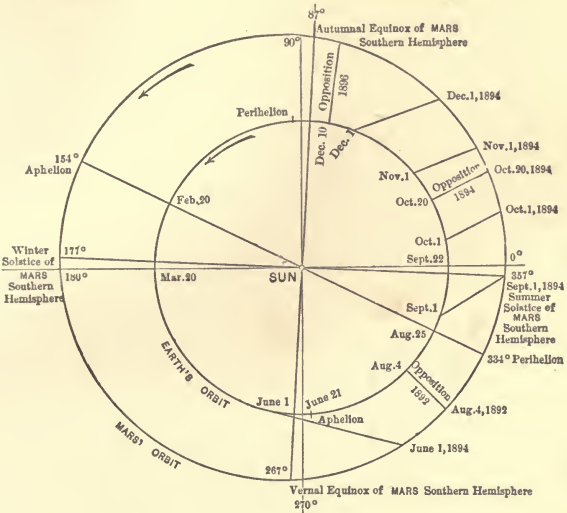 87°
Autumnal Equinox of MARS
Southern Hemisphere
90°
Opposition
1896
Dec. 1, 1894
Perihelion
Dec. 10
Dec. 1
Nov. 1, 1894
154°
Aphelion
Nov. 1
Oct. 20, 1894
Opposition
1894
Feb. 20
Oct. 20
Oct. 1, 1894
Oct. 1
Winter
Solstice of
MARS
Southern
Hemisphere
177°
180°
Mar. 20
SUN
Sept. 22
0°
357°
Sept. 1, 1894
Summer
Solstice of
MARS
Southern
Hemisphere
Sept. 1
Aug. 25
334° Perihelion
Aug. 4
Opposition
1892
Aug. 4, 1892
EARTH'S ORBIT
June 1
June 21
Aphelion
June 1, 1894
MARS' ORBIT
267°
Vernal Equinox of MARS Sonthern Hemisphere
270°